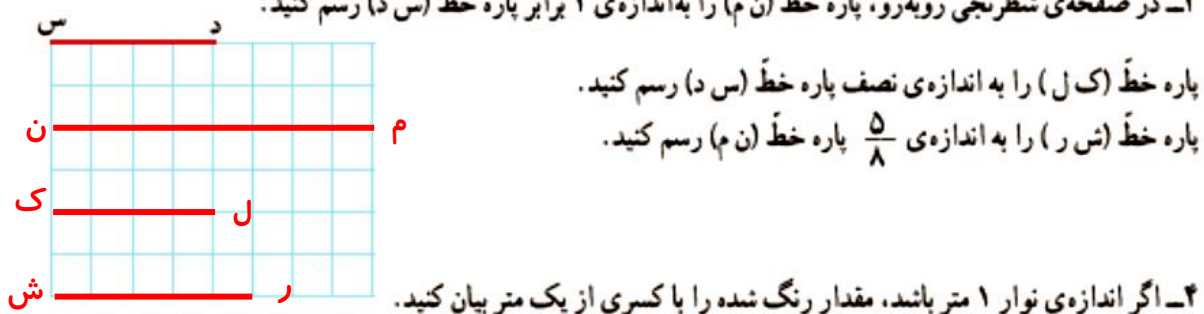 ۳ــ در صفحه‌ی شطرنجی روبه‌رو، پاره خط (ن م) را به‌اندازه‌ی ۲ برابر پاره خط (س د) رسم کنید.
س د
پاره خطّ (ک ل) را به اندازه‌ی نصف پاره خطّ (س د) رسم کنید.
ن م
پاره خطّ (ش ر) را به اندازه‌ی ۵/۸ پاره خطّ (ن م) رسم کنید.
ک ل
ش ر
۴ــ اگر اندازه‌ی نوار ۱ متر باشد، مقدار رنگ شده را با کسری از یک متر بیان کنید.